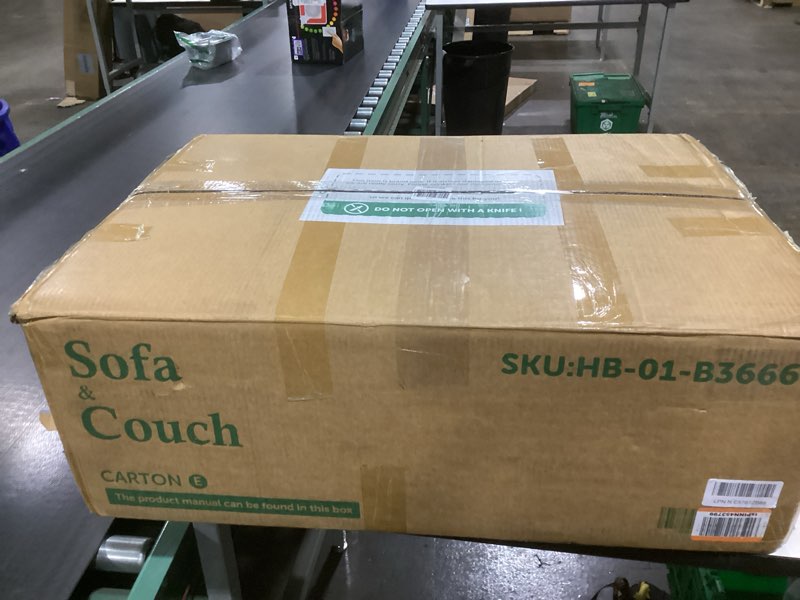 DO NOT OPEN WITH A KNIFE !
Sofa
&
Couch
SKU:HB-01-B3666
CARTON E
The product manual can be found in this box